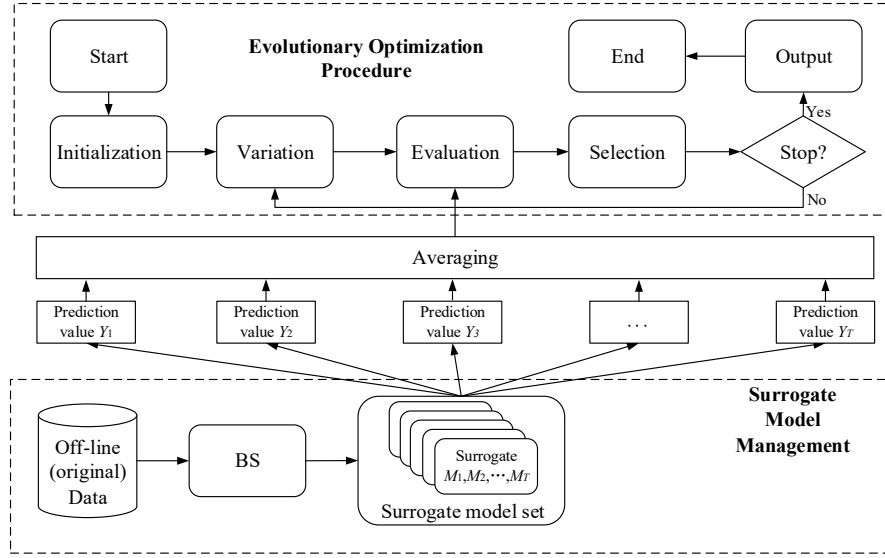 Start
Evolutionary Optimization
Procedure
End
Output
Yes
Initialization
Variation
Evaluation
Selection
Stop?
No
Averaging
Prediction
value Y1
Prediction
value Y2
Prediction
value Y3
...
Prediction
value YT
Surrogate
Model
Management
Off-line
(original)
Data
BS
Surrogate
M1,M2,···,MT
Surrogate model set